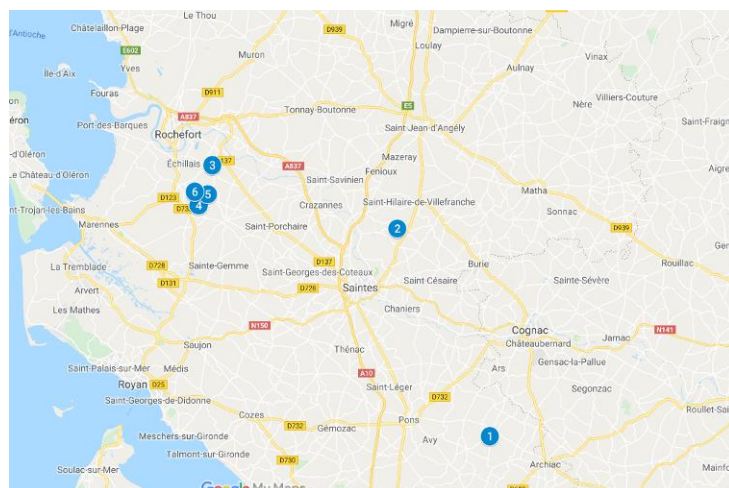 Le Thou
Migré
Châtelaillon-Plage
D939
Dampierre-sur-Boutonne
d'Antioche
E602
Muron
Loulay
Yves
Aulnay
Vinax
Île-d'Aix
Fouras
D911
Villiers-Couture
Nère
Tonnay-Boutonne
E5
Port-des-Barques
A837
Saint-Fraign
Saint-Jean-d'Angély
Rochefort
Échillais
3
137
Mazeray
A837
Fenioux
d'Oléron
Le Château-d'Oléron
Saint-Savinien
Aigre
6
5
Matha
D123
4
D73
Crazannes
Saint-Hilaire-de-Villefranche
nt-Trojan-les-Bains
Sonnac
Marennes
Saint-Porchaire
2
D939
Rouillac
La Tremblade
D728
Sainte-Gemme
D137
Burie
Saint-Georges-des-Coteaux
Saint-Césaire
Sainte-Sévère
D131
Arvert
D728
Saintes
Les Mathes
Chaniers
N150
Cognac
N141
Saujon
Châteaubernard
Jarnac
Thénac
Saint-Palais-sur-Mer
Médis
Ars
Gensac-la-Pallue
A10
Royan
D25
Saint-Léger
Segonzac
D732
Saint-Georges-de-Didonne
Roullet-Sa
Cozes
Pons
D732
Gémozac
Meschers-sur-Gironde
Avy
1
Talmont-sur-Gironde
D730
Archiac
Soulac-sur-Mer
Mainfo
Google My Maps